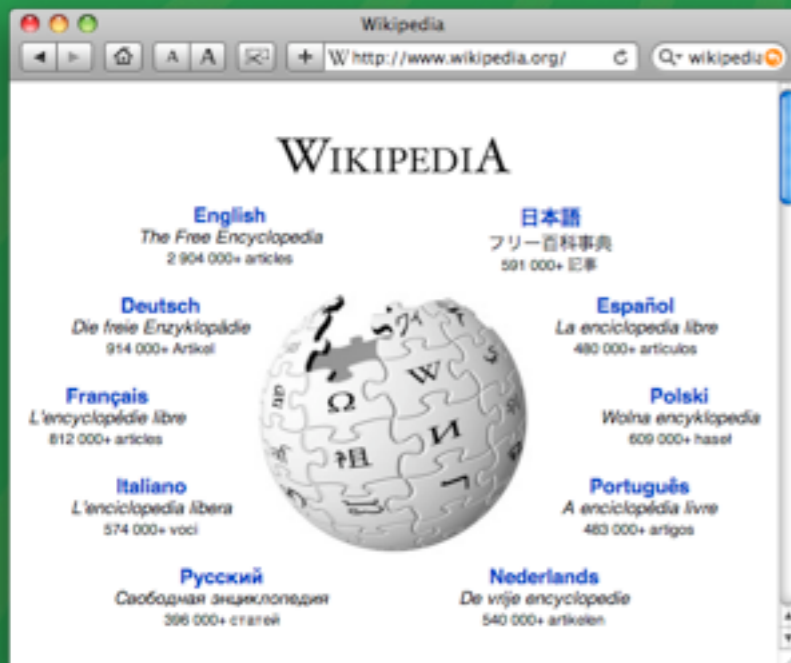 Wikipedia
A A + W http://www.wikipedia.org/ wikipedia
WIKIPEDIA
English
The Free Encyclopedia
2 904 000+ articles
日本語
フリー百科事典
591 000+ 記事
Deutsch
Die freie Enzyklopädie
914 000+ Artikel
Español
La enciclopedia libre
480 000+ artículos
Français
L'encyclopédie libre
812 000+ articles
Polski
Wolna encyklopedia
609 000+ haseł
Italiano
L'enciclopedia libera
574 000+ voci
Português
A enciclopédia livre
483 000+ artigos
Русский
Свободная энциклопедия
396 000+ статей
Nederlands
De vrije encyclopedie
540 000+ artikelen
Ω W И 祖